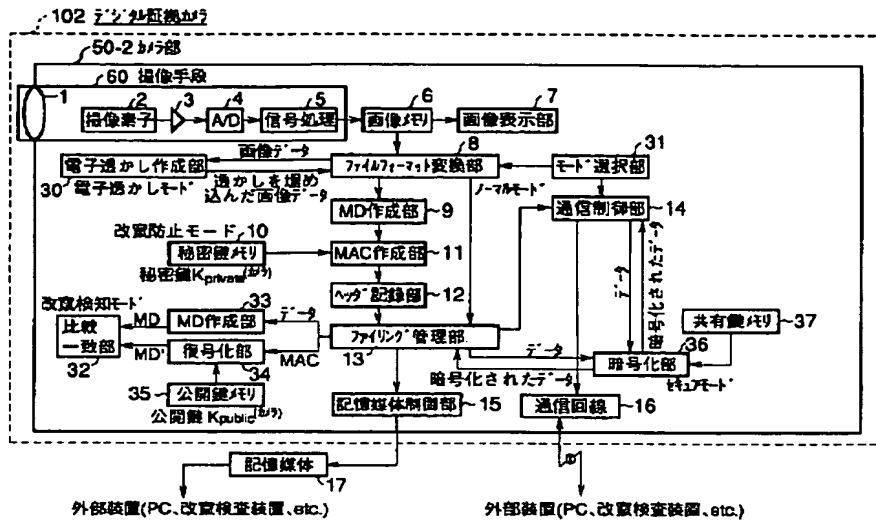 102 デジタル証拠カメラ
50-2 カメラ部
60 撮像手段
1
2
3
4
5
6
7
撮像素子
A/D
信号処理
画像メモリ
画像表示部
8
31
画像データ
電子透かし作成部
ファイルフォーマット変換部
モード選択部
30 電子透かしモード
透かしを埋め
込んだ画像データ
ノーマルモード
MD作成部
9
通信制御部
14
改竄防止モード
10
秘密鍵メモリ
MAC作成部
11
秘密鍵Kprivate(カメラ)
ヘッダ記録部
12
データ
暗号化されたデータ
改竄検知モード
33
比較
一致部
32
MD
MD作成部
データ
ファイリング管理部
13
共有鍵メモリ
37
MD'
復号化部
34
MAC
データ
36
暗号化部
暗号化されたデータ
セキュアモード
35
公開鍵メモリ
公開鍵Kpublic(カメラ)
記憶媒体制御部
15
通信回線
16
記憶媒体
17
外部装置(PC、改竄検査装置、etc.)
外部装置(PC、改竄検査装置、etc.)